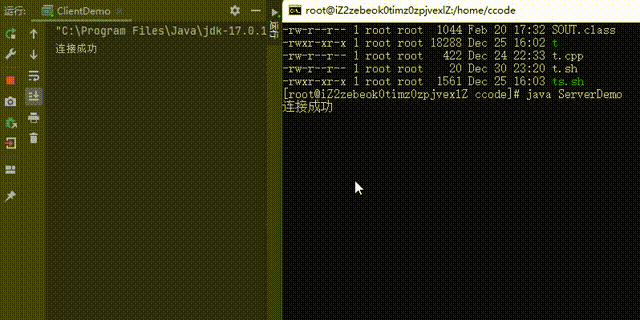 运行:
ClientDemo
"C:\Program Files\Java\jdk-17.0.1
连接成功
root@iZ2zebeok0timz0zpjvexlZ:/home/ccode
-rw-r--r-- 1 root root 1044 Feb 20 17:32 SOUT.class
-rwxr-xr-x 1 root root 18288 Dec 25 16:02 t
-rw-r--r-- 1 root root 422 Dec 24 22:33 t.cpp
-rw-r--r-- 1 root root 20 Dec 30 23:20 t.sh
-rwxr-xr-x 1 root root 1561 Dec 25 16:03 ts.sh
[root@iZ2zebeok0timz0zpjvexlZ ccode]# java ServerDemo
连接成功